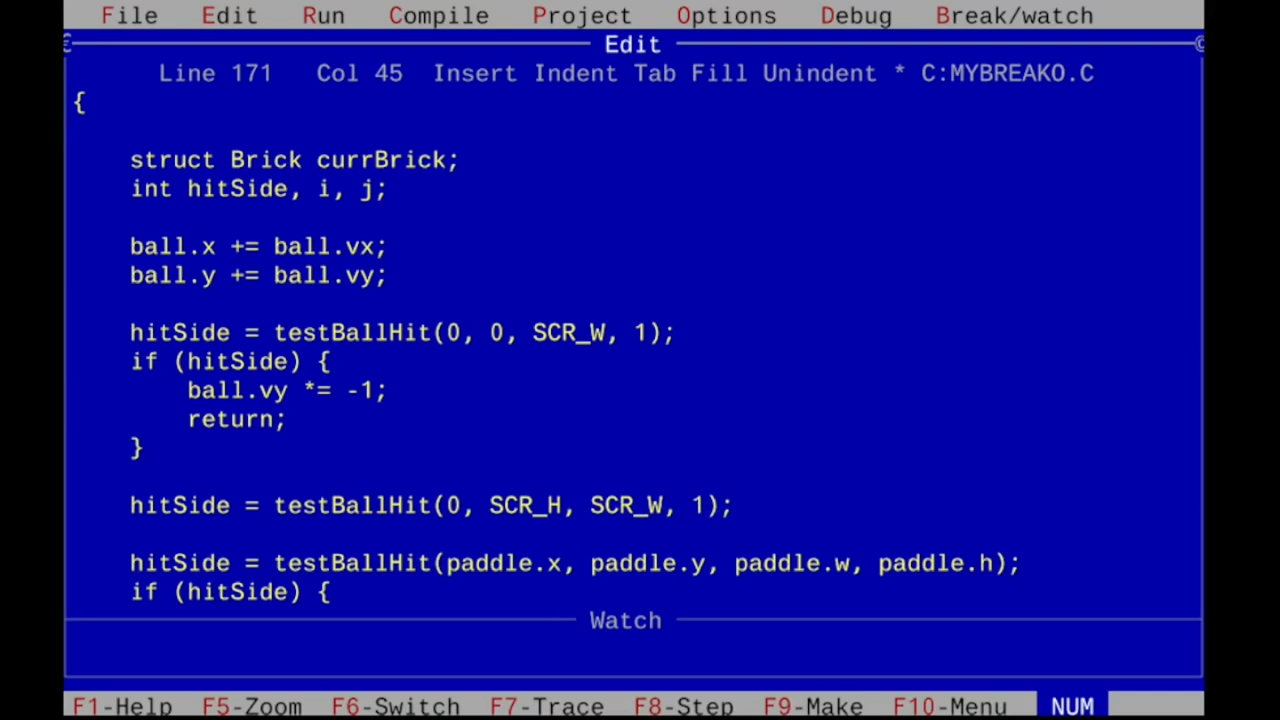 File Edit Run Compile Project Options Debug Break/watch
Edit
Line 171 Col 45 Insert Indent Tab Fill Unindent * C:MYBREAKO.C
{
struct Brick currBrick;
int hitSide, i, j;
ball.x += ball.vx;
ball.y += ball.vy;
hitSide = testBallHit(0, 0, SCR_W, 1);
if (hitSide) {
ball.vy *= -1;
return;
}
hitSide = testBallHit(0, SCR_H, SCR_W, 1);
hitSide = testBallHit(paddle.x, paddle.y, paddle.w, paddle.h);
if (hitSide) {
Watch
F1-Help F5-Zoom F6-Switch F7-Trace F8-Step F9-Make F10-Menu NUM